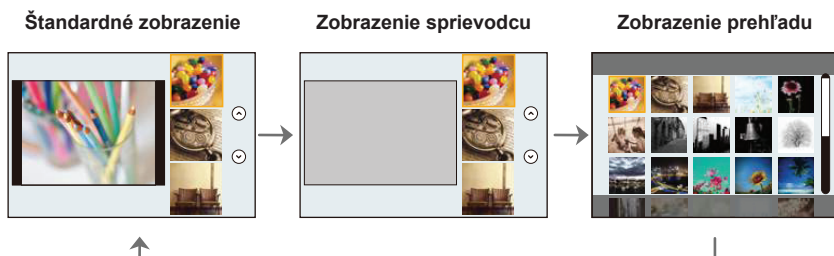 Štandardné zobrazenie
Zobrazenie sprievodcu
Zobrazenie prehľadu